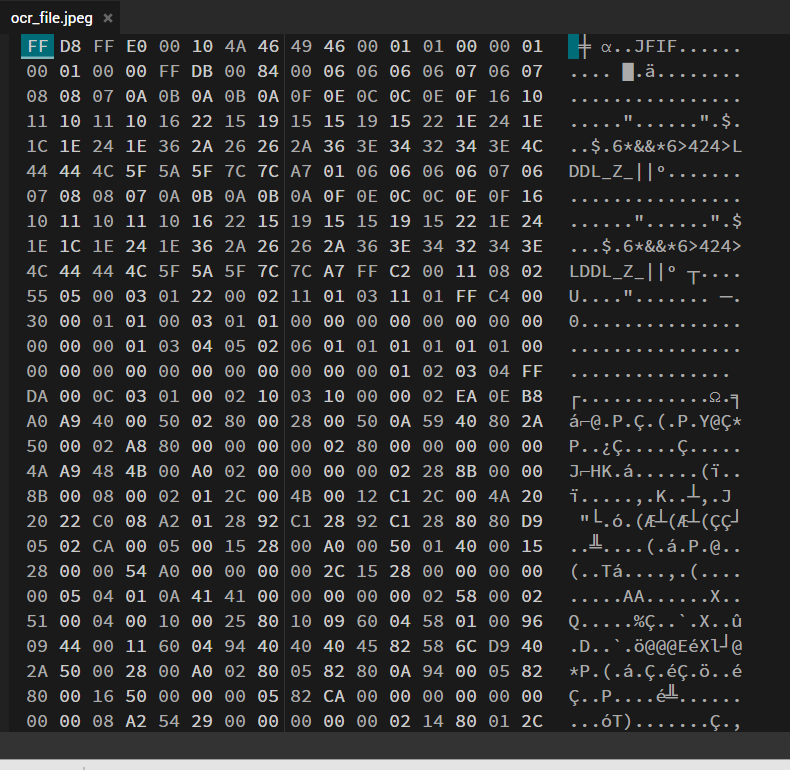 ocr_file.jpeg ×
FF D8 FF E0 00 10 4A 46 49 46 00 01 01 00 00 01 █╪ α..JFIF......
00 01 00 00 FF DB 00 84 00 06 06 06 06 07 06 07 .... █.ä........
08 08 07 0A 0B 0A 0B 0A 0F 0E 0C 0C 0E 0F 16 10 ................
11 10 11 10 16 22 15 19 15 15 19 15 22 1E 24 1E ....."......".$.
1C 1E 24 1E 36 2A 26 26 2A 36 3E 34 32 34 3E 4C ..$.6*&&*6>424>L
44 44 4C 5F 5A 5F 7C 7C A7 01 06 06 06 06 07 06 DDL_Z_||º.......
07 08 08 07 0A 0B 0A 0B 0A 0F 0E 0C 0C 0E 0F 16 ................
10 11 10 11 10 16 22 15 19 15 15 19 15 22 1E 24 ......"......".$
1E 1C 1E 24 1E 36 2A 26 26 2A 36 3E 34 32 34 3E ...$.6*&&*6>424>
4C 44 44 4C 5F 5A 5F 7C 7C A7 FF C2 00 11 08 02 LDDL_Z_||º ┬....
55 05 00 03 01 22 00 02 11 01 03 11 01 FF C4 00 U...."....... ─.
30 00 01 01 00 03 01 01 00 00 00 00 00 00 00 00 0...............
00 00 00 01 03 04 05 02 06 01 01 01 01 01 01 00 ................
00 00 00 00 00 00 00 00 00 00 00 01 02 03 04 FF ...............
DA 00 0C 03 01 00 02 10 03 10 00 00 02 EA 0E B8 ┌............Ω.╕
A0 A9 40 00 50 02 80 00 28 00 50 0A 59 40 80 2A á⌐@.P.Ç.(.P.Y@Ç*
50 00 02 A8 80 00 00 00 00 02 80 00 00 00 00 00 P..¿Ç.....Ç.....
4A A9 48 4B 00 A0 02 00 00 00 00 02 28 8B 00 00 J⌐HK.á......(ï..
8B 00 08 00 02 01 2C 00 4B 00 12 C1 2C 00 4A 20 ï.....,.K..┴,.J
20 22 C0 08 A2 01 28 92 C1 28 92 C1 28 80 80 D9 "└.ó.(Æ┴(Æ┴(ÇÇ┘
05 02 CA 00 05 00 15 28 00 A0 00 50 01 40 00 15 ..╩....(.á.P.@..
28 00 00 54 A0 00 00 00 00 2C 15 28 00 00 00 00 (..Tá....,.(....
00 05 04 01 0A 41 41 00 00 00 00 00 02 58 00 02 .....AA......X..
51 00 04 00 10 00 25 80 10 09 60 04 58 01 00 96 Q.....%Ç..`.X..û
09 44 00 11 60 04 94 40 40 40 45 82 58 6C D9 40 .D..`.ö@@@EéXl┘@
2A 50 00 28 00 A0 02 80 05 82 80 0A 94 00 05 82 *P.(.á.Ç.éÇ.ö..é
80 00 16 50 00 00 00 05 82 CA 00 00 00 00 00 00 Ç..P....é╩......
00 00 08 A2 54 29 00 00 00 00 00 02 14 80 01 2C ...óT).......Ç.,